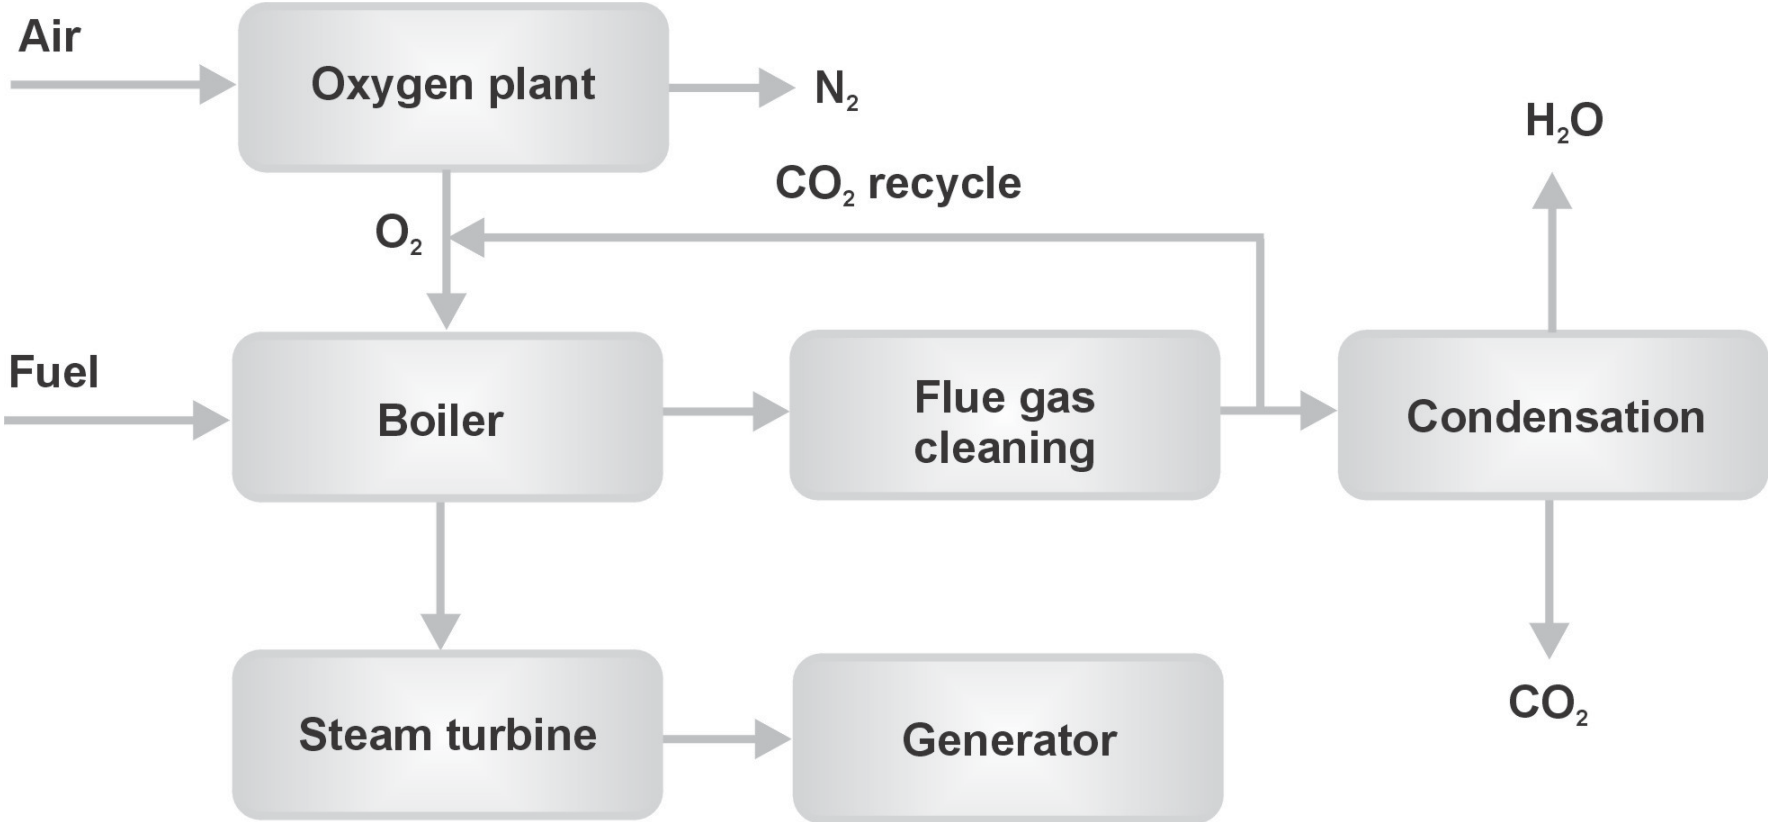 Air
Oxygen plant
N₂
H₂O
CO₂ recycle
O₂
Fuel
Boiler
Flue gas
cleaning
Condensation
CO₂
Steam turbine
Generator